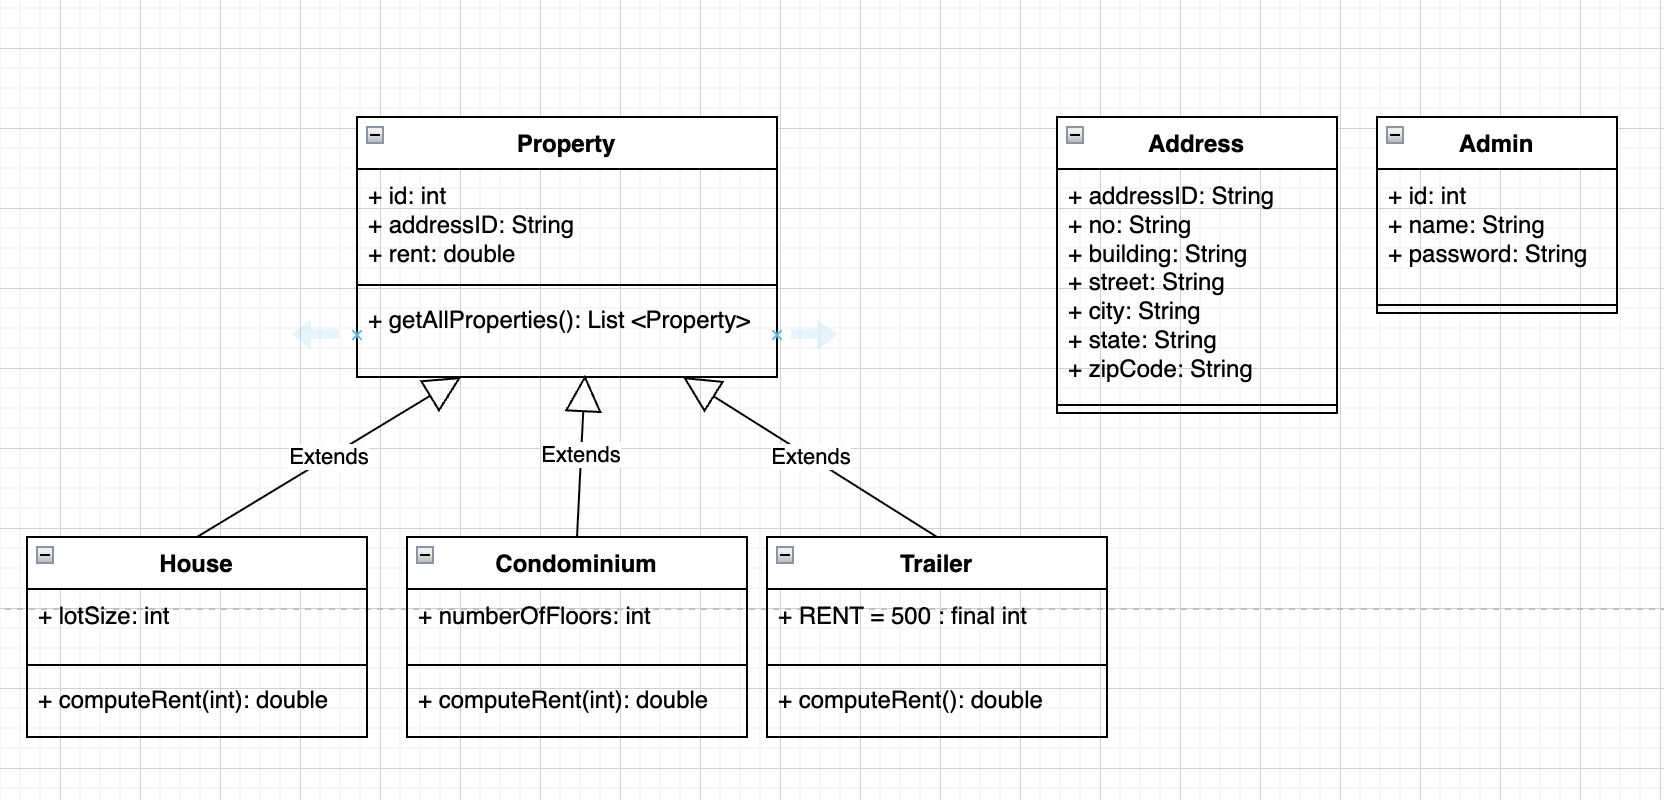 Property
+ id: int
+ addressID: String
+ rent: double
+ getAllProperties(): List <Property>
Address
+ addressID: String
+ no: String
+ building: String
+ street: String
+ city: String
+ state: String
+ zipCode: String
Admin
+ id: int
+ name: String
+ password: String
Extends
Extends
Extends
House
+ lotSize: int
+ computeRent(int): double
Condominium
+ numberOfFloors: int
+ computeRent(int): double
Trailer
+ RENT = 500 : final int
+ computeRent(): double